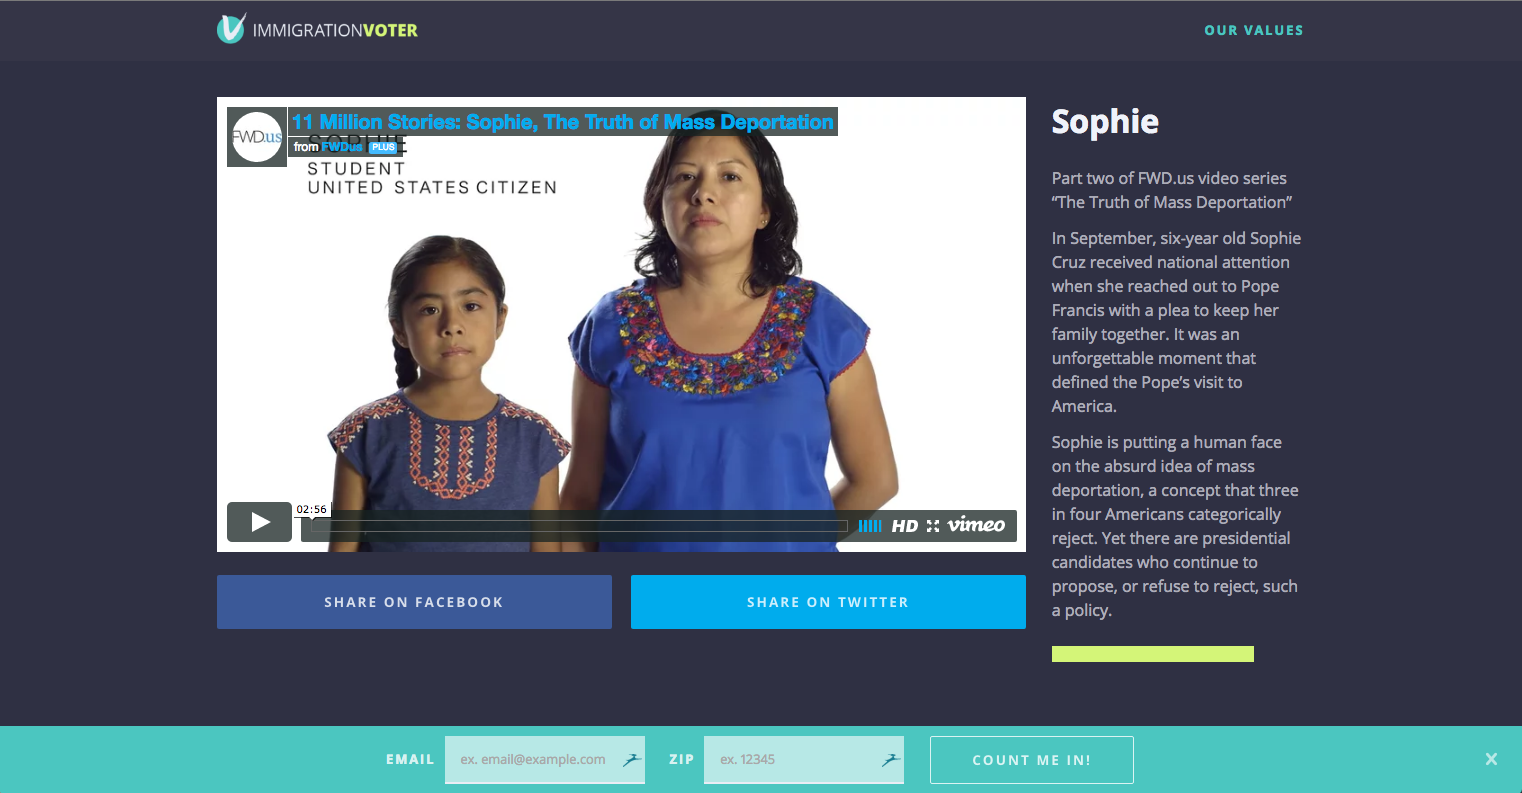 IMMIGRATIONVOTER
OUR VALUES
FWD.us
11 Million Stories: Sophie, The Truth of Mass Deportation
from FWDus PLUS
SOPHIE
STUDENT
UNITED STATES CITIZEN
02:56
HD vimeo
SHARE ON FACEBOOK
SHARE ON TWITTER
Sophie
Part two of FWD.us video series
“The Truth of Mass Deportation”
In September, six-year old Sophie
Cruz received national attention
when she reached out to Pope
Francis with a plea to keep her
family together. It was an
unforgettable moment that
defined the Pope’s visit to
America.
Sophie is putting a human face
on the absurd idea of mass
deportation, a concept that three
in four Americans categorically
reject. Yet there are presidential
candidates who continue to
propose, or refuse to reject, such
a policy.
EMAIL ex. email@example.com ZIP ex. 12345 COUNT ME IN! x